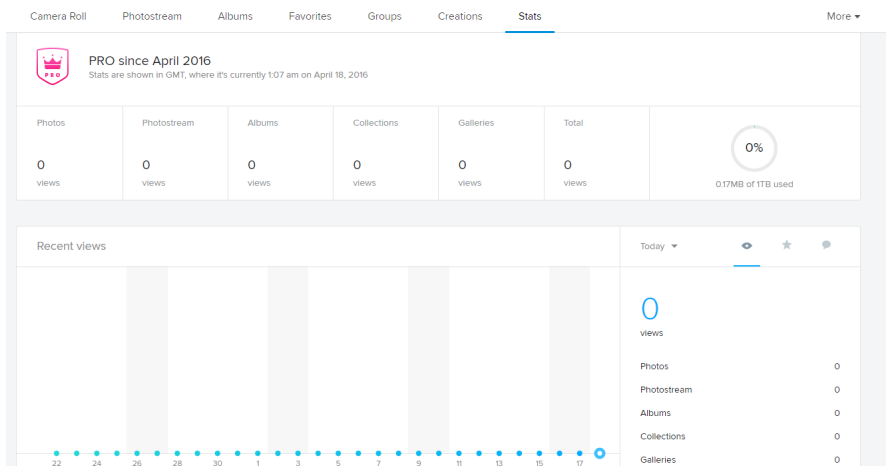 Camera Roll Photostream Albums Favorites Groups Creations Stats More
PRO
PRO since April 2016
Stats are shown in GMT, where it's currently 1:07 am on April 18, 2016
Photos Photostream Albums Collections Galleries Total
0 0 0 0 0 0 0%
views views views views views views 0.17MB of 1TB used
Recent views Today
0
views
Photos 0
Photostream 0
Albums 0
Collections 0
Galleries 0
22 24 26 28 30 1 3 5 7 9 11 13 15 17